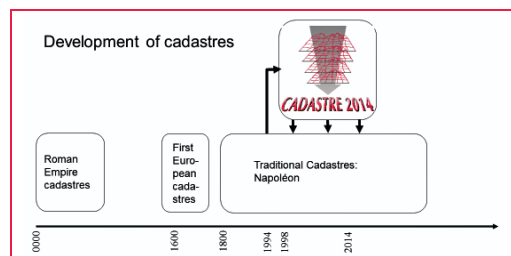 Development of cadastres
CADASTRE 2014
Roman
Empire
cadastres
First
Euro-
pean
cada-
stres
Traditional Cadastres:
Napoléon
0000
1600
1800
1994
1998
2014